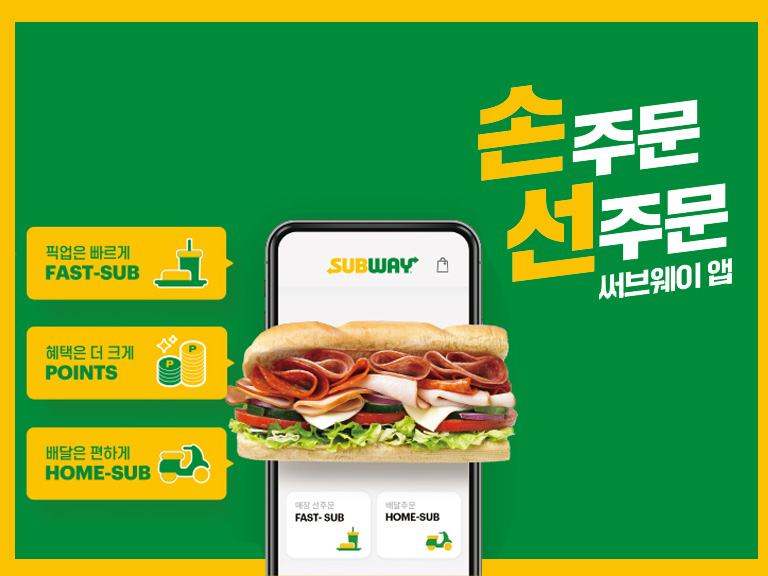 손주문
선주문
써브웨이 앱
픽업은 빠르게
FAST-SUB
혜택은 더 크게
POINTS
배달은 편하게
HOME-SUB
SUBWAY
P
P
매장 선주문
FAST- SUB
배달주문
HOME-SUB